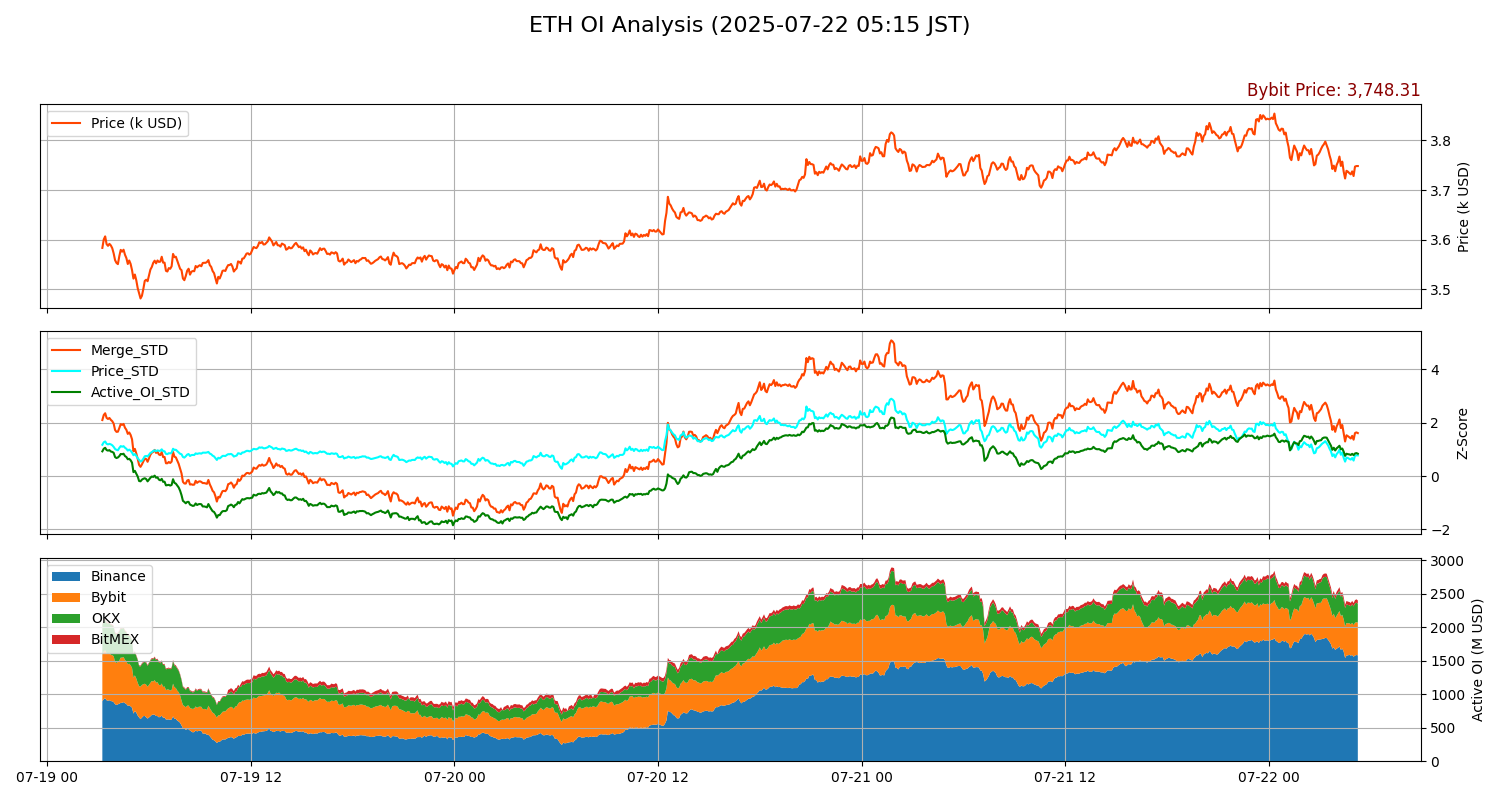 ETH OI Analysis (2025-07-22 05:15 JST)
Bybit Price: 3,748.31
Price (k USD)
3.8
3.7
3.6
3.5
Price (k USD)
Merge_STD
Price_STD
Active_OI_STD
4
2
0
−2
Z-Score
Binance
Bybit
OKX
BitMEX
3000
2500
2000
1500
1000
500
0
Active OI (M USD)
07-19 00
07-19 12
07-20 00
07-20 12
07-21 00
07-21 12
07-22 00